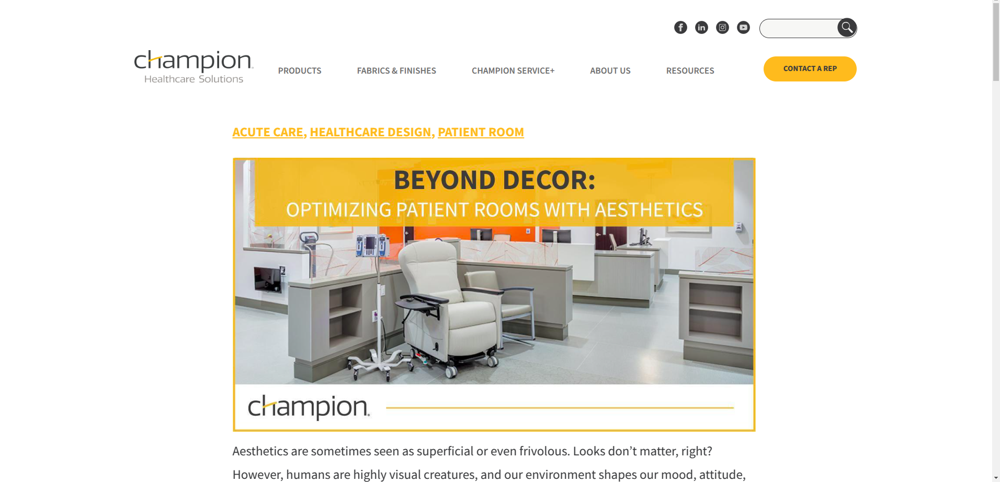 champion
Healthcare Solutions
PRODUCTS
FABRICS & FINISHES
CHAMPION SERVICE+
ABOUT US
RESOURCES
CONTACT A REP
ACUTE CARE, HEALTHCARE DESIGN, PATIENT ROOM
BEYOND DECOR:
OPTIMIZING PATIENT ROOMS WITH AESTHETICS
champion
Aesthetics are sometimes seen as superficial or even frivolous. Looks don’t matter, right?
However, humans are highly visual creatures, and our environment shapes our mood, attitude,